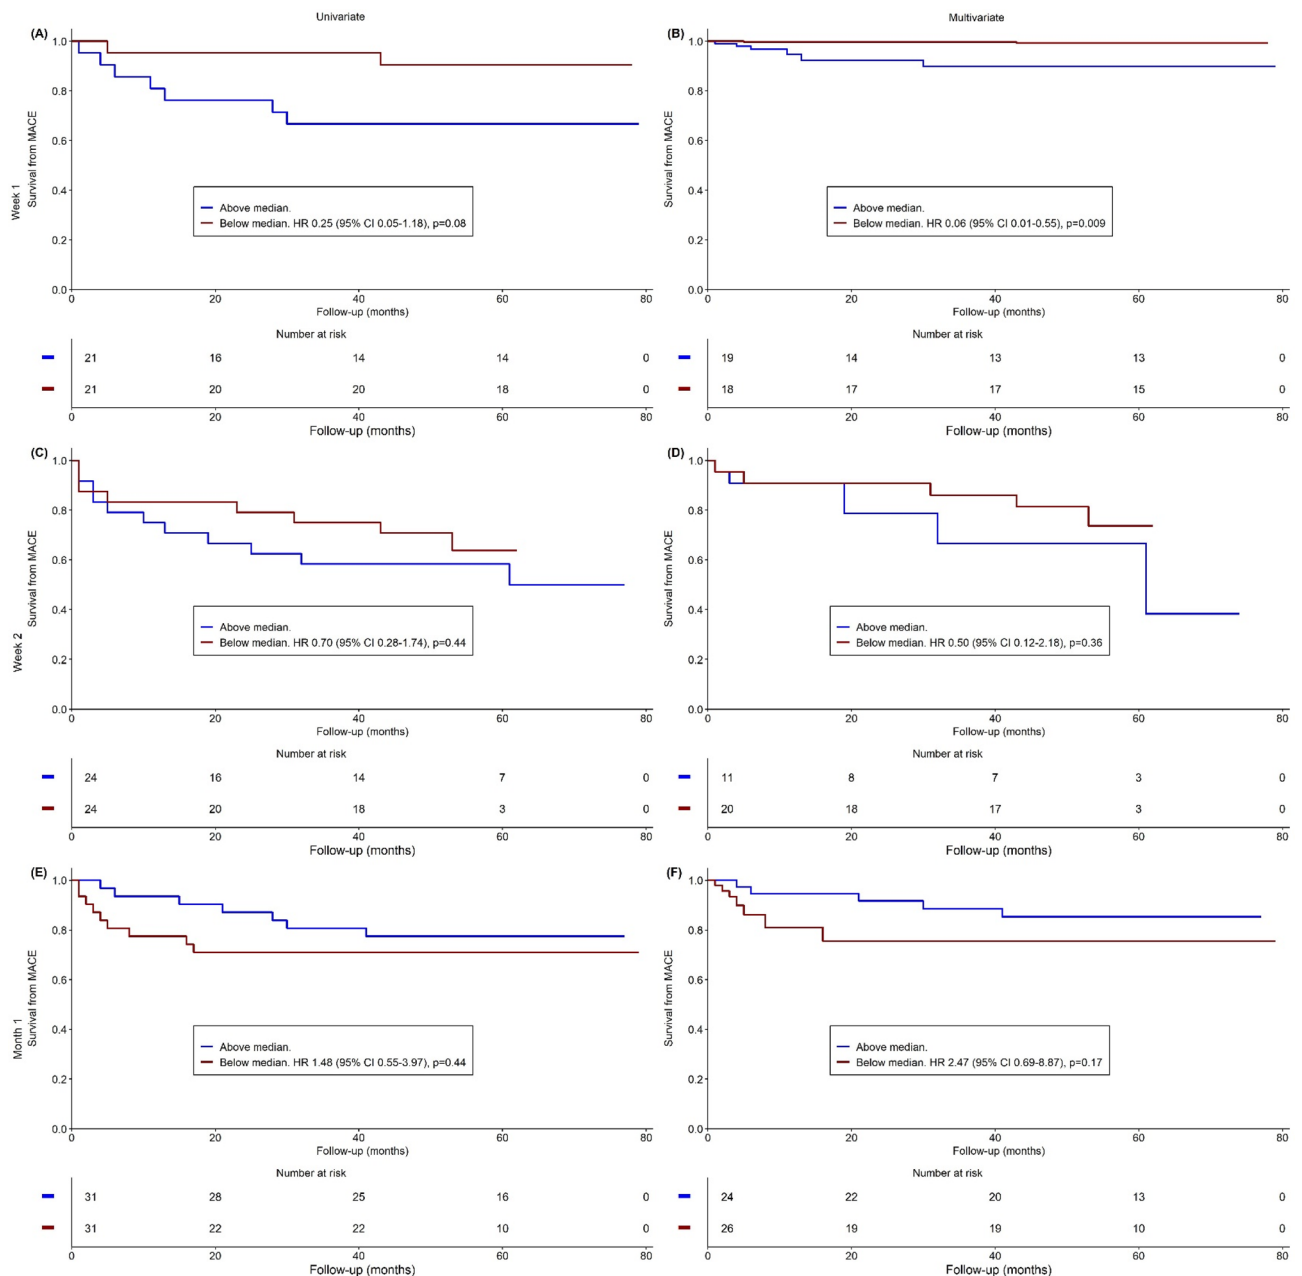 Univariate
(A)
1.0
0.8
0.6
0.4
0.2
0.0
Week 1
Survival from MACE
Above median.
Below median. HR 0.25 (95% CI 0.05-1.18), p=0.08
0 20 40 60 80
Follow-up (months)
Number at risk
21 16 14 14 0
21 20 20 18 0
0 20 40 60 80
Follow-up (months)
Multivariate
(B)
1.0
0.8
0.6
0.4
0.2
0.0
Survival from MACE
Above median.
Below median. HR 0.06 (95% CI 0.01-0.55), p=0.009
0 20 40 60 80
Follow-up (months)
Number at risk
19 14 13 13 0
18 17 17 15 0
0 20 40 60 80
Follow-up (months)
(C)
1.0
0.8
0.6
0.4
0.2
0.0
Week 2
Survival from MACE
Above median.
Below median. HR 0.70 (95% CI 0.28-1.74), p=0.44
0 20 40 60 80
Follow-up (months)
Number at risk
24 16 14 7 0
24 20 18 3 0
0 20 40 60 80
Follow-up (months)
(D)
1.0
0.8
0.6
0.4
0.2
0.0
Survival from MACE
Above median.
Below median. HR 0.50 (95% CI 0.12-2.18), p=0.36
0 20 40 60 80
Follow-up (months)
Number at risk
11 8 7 3 0
20 18 17 3 0
0 20 40 60 80
Follow-up (months)
(E)
1.0
0.8
0.6
0.4
0.2
0.0
Month 1
Survival from MACE
Above median.
Below median. HR 1.48 (95% CI 0.55-3.97), p=0.44
0 20 40 60 80
Follow-up (months)
Number at risk
31 28 25 16 0
31 22 22 10 0
0 20 40 60 80
Follow-up (months)
(F)
1.0
0.8
0.6
0.4
0.2
0.0
Survival from MACE
Above median.
Below median. HR 2.47 (95% CI 0.69-8.87), p=0.17
0 20 40 60 80
Follow-up (months)
Number at risk
24 22 20 13 0
26 19 19 10 0
0 20 40 60 80
Follow-up (months)